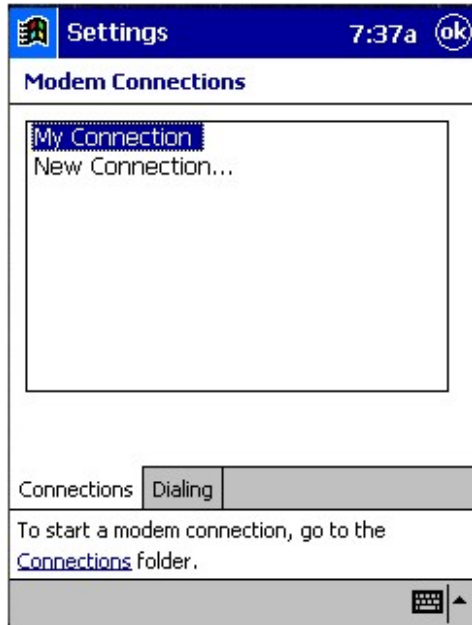 Settings 7:37a ok
Modem Connections
My Connection
New Connection...
Connections Dialing
To start a modem connection, go to the
Connections folder.